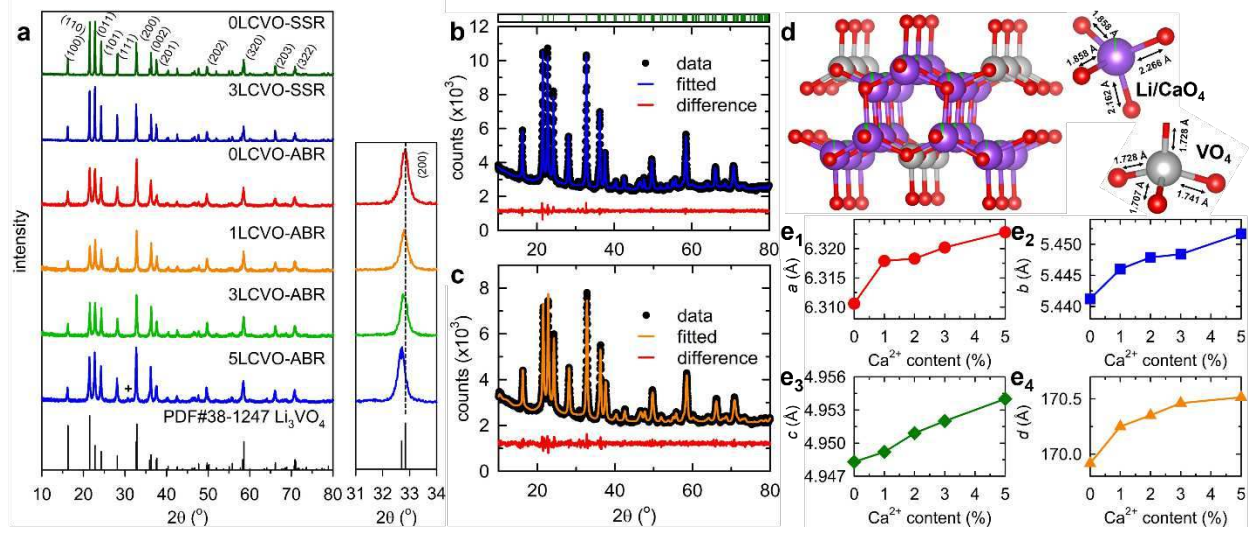 a
(100)
(110)
(011)
(101)
(111)
(200)
(002)
(201)
(202)
(320)
(203)
(322)
0LCVO-SSR
3LCVO-SSR
0LCVO-ABR
1LCVO-ABR
3LCVO-ABR
5LCVO-ABR
+
PDF#38-1247 Li₃VO₄
intensity
10 20 30 40 50 60 70 80
2θ (°)
(200)
31 32 33 34
2θ (°)
b
data
fitted
difference
counts (x10³)
12
10
8
6
4
2
0
20 40 60 80
c
data
fitted
difference
counts (x10³)
8
6
4
2
0
20 40 60 80
2θ (°)
d
1.858 Å
1.858 Å
2.266 Å
2.162 Å
Li/CaO₄
1.728 Å
1.728 Å
1.707 Å
1.741 Å
VO₄
e₁
a (Å)
6.320
6.315
6.310
0 1 2 3 4 5
Ca²⁺ content (%)
e₂
b (Å)
5.450
5.445
5.440
0 1 2 3 4 5
Ca²⁺ content (%)
e₃
c (Å)
4.956
4.953
4.950
4.947
0 1 2 3 4 5
Ca²⁺ content (%)
e₄
d (Å)
170.5
170.0
0 1 2 3 4 5
Ca²⁺ content (%)